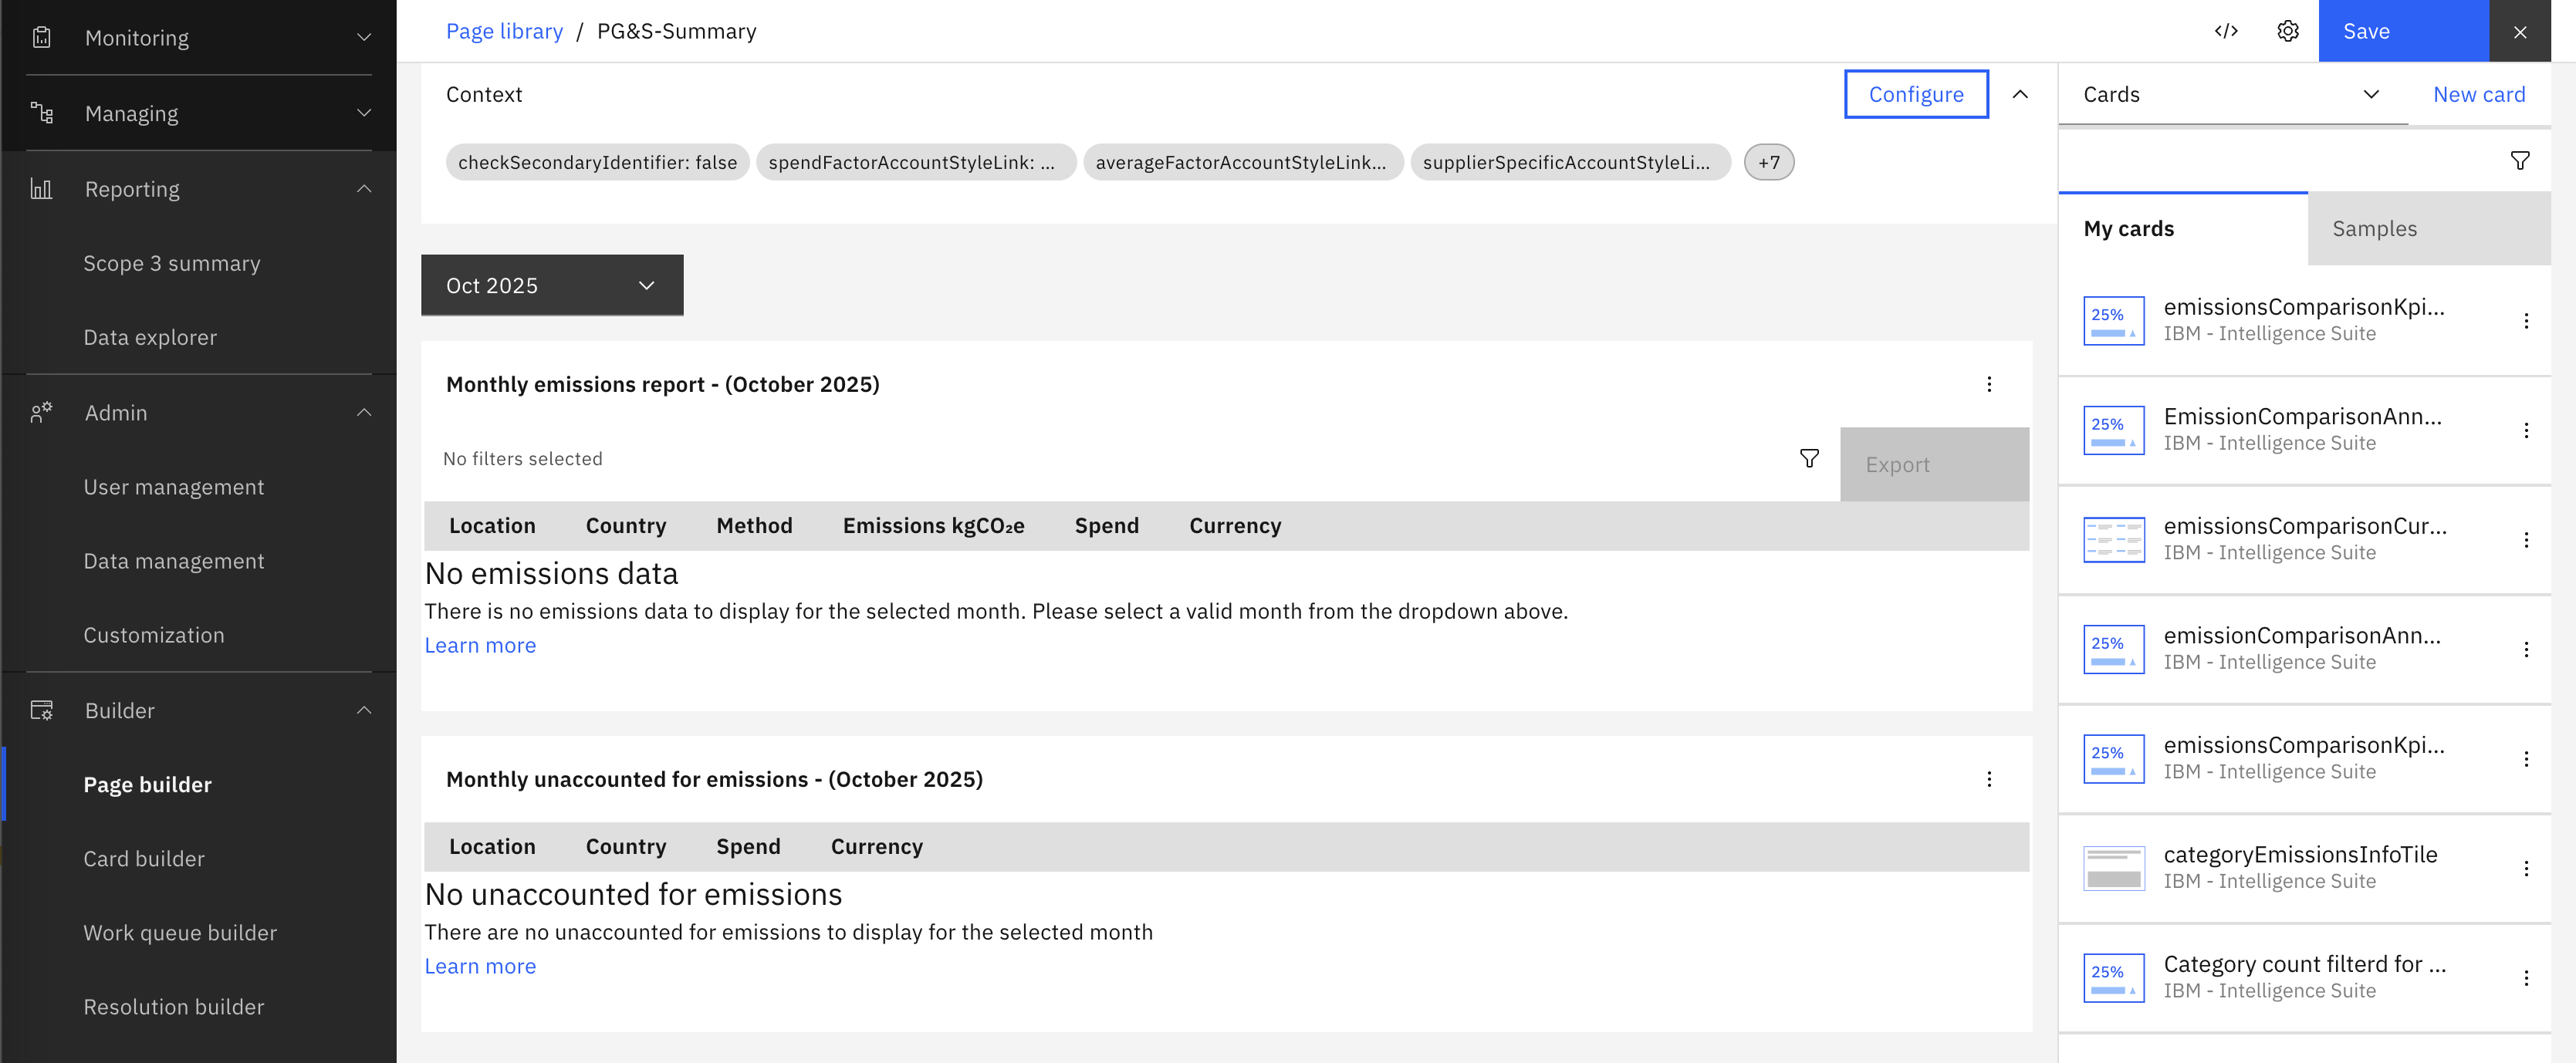 Monitoring
Managing
Reporting
Scope 3 summary
Data explorer
Admin
User management
Data management
Customization
Builder
Page builder
Card builder
Work queue builder
Resolution builder
Page library / PG&S-Summary
Save
Context
Configure
checkSecondaryIdentifier: false
spendFactorAccountStyleLink: ...
averageFactorAccountStyleLink...
supplierSpecificAccountStyleLi...
+7
Oct 2025
Monthly emissions report - (October 2025)
No filters selected
Export
Location Country Method Emissions kgCO₂e Spend Currency
No emissions data
There is no emissions data to display for the selected month. Please select a valid month from the dropdown above.
Learn more
Monthly unaccounted for emissions - (October 2025)
Location Country Spend Currency
No unaccounted for emissions
There are no unaccounted for emissions to display for the selected month
Learn more
Cards
New card
My cards
Samples
25%
emissionsComparisonKpi...
IBM - Intelligence Suite
25%
EmissionComparisonAnn...
IBM - Intelligence Suite
emissionsComparisonCur...
IBM - Intelligence Suite
25%
emissionComparisonAnn...
IBM - Intelligence Suite
25%
emissionsComparisonKpi...
IBM - Intelligence Suite
categoryEmissionsInfoTile
IBM - Intelligence Suite
25%
Category count filterd for ...
IBM - Intelligence Suite